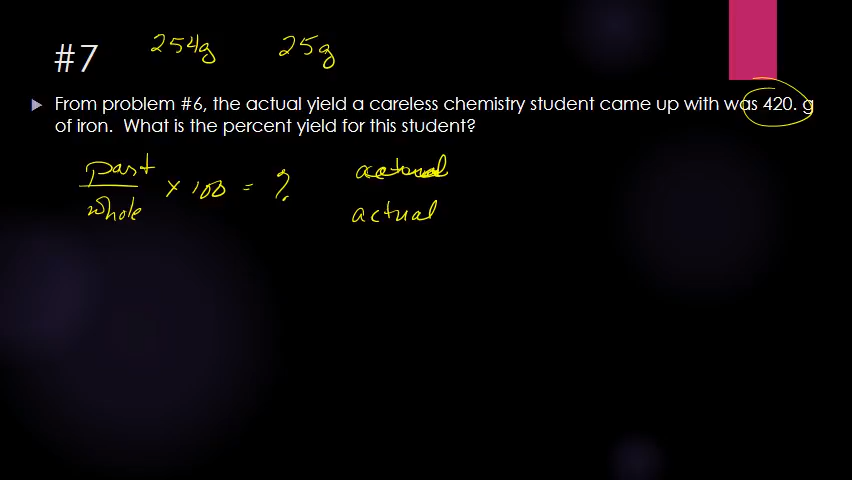 254g 25g
#7
From problem #6, the actual yield a careless chemistry student came up with was 420. g
of iron. What is the percent yield for this student?
part
whole × 100 = ?
actual